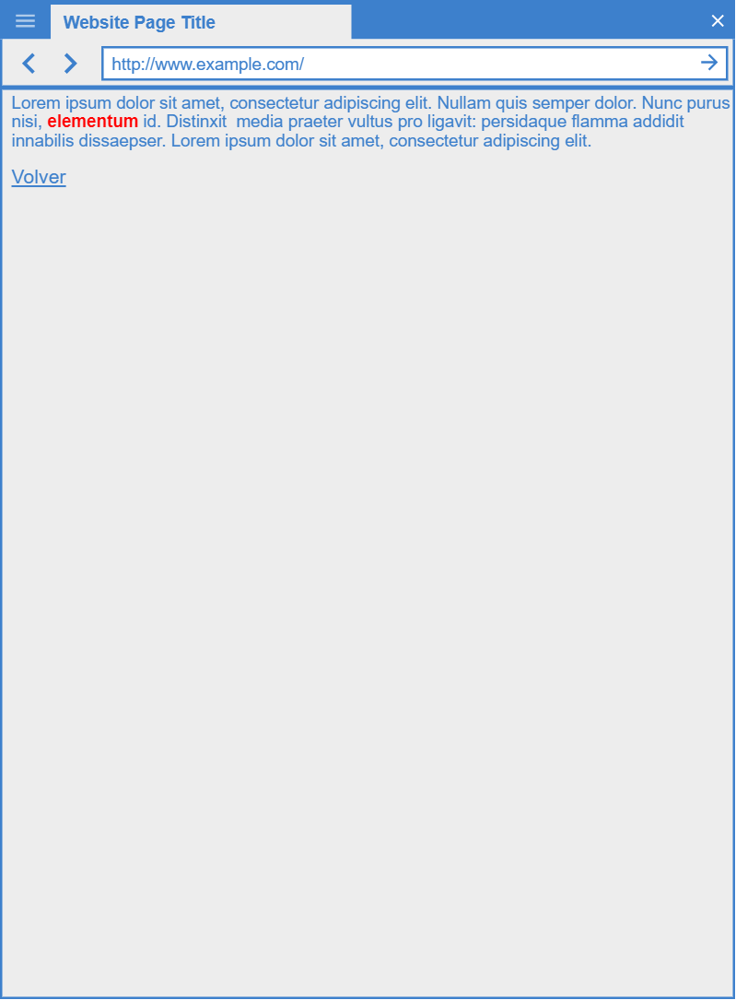 Website Page Title
http://www.example.com/
Lorem ipsum dolor sit amet, consectetur adipiscing elit. Nullam quis semper dolor. Nunc purus
nisi, elementum id. Distinxit  media praeter vultus pro ligavit: persidaque flamma addidit
innabilis dissaepser. Lorem ipsum dolor sit amet, consectetur adipiscing elit.
Volver